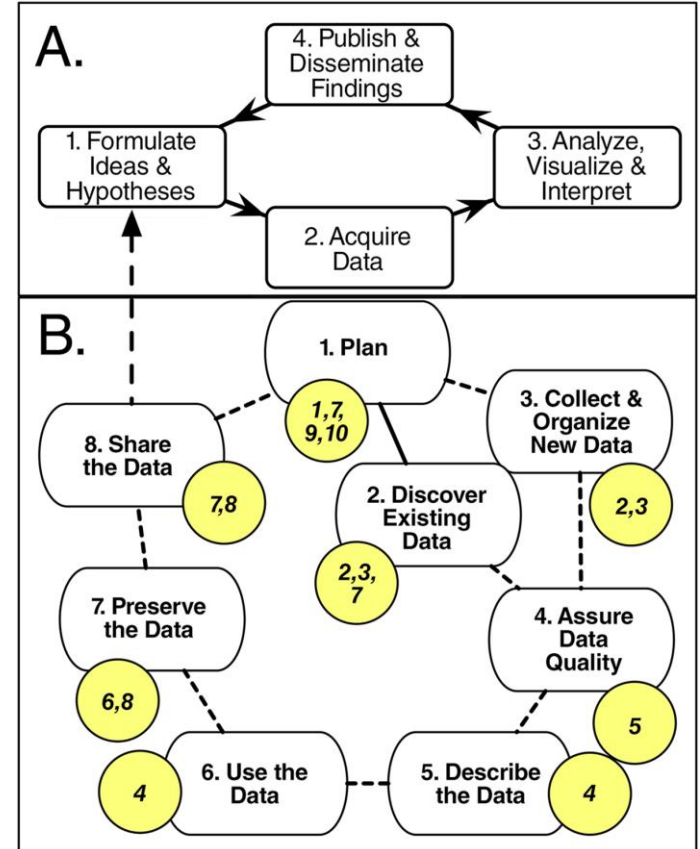 A.
4. Publish &
Disseminate
Findings
1. Formulate
Ideas &
Hypotheses
3. Analyze,
Visualize &
Interpret
2. Acquire
Data
B.
1. Plan
1,7,
9,10
3. Collect &
Organize
New Data
2,3
8. Share
the Data
7,8
2. Discover
Existing
Data
2,3,
7
4. Assure
Data
Quality
5
7. Preserve
the Data
6,8
6. Use the
Data
4
5. Describe
the Data
4